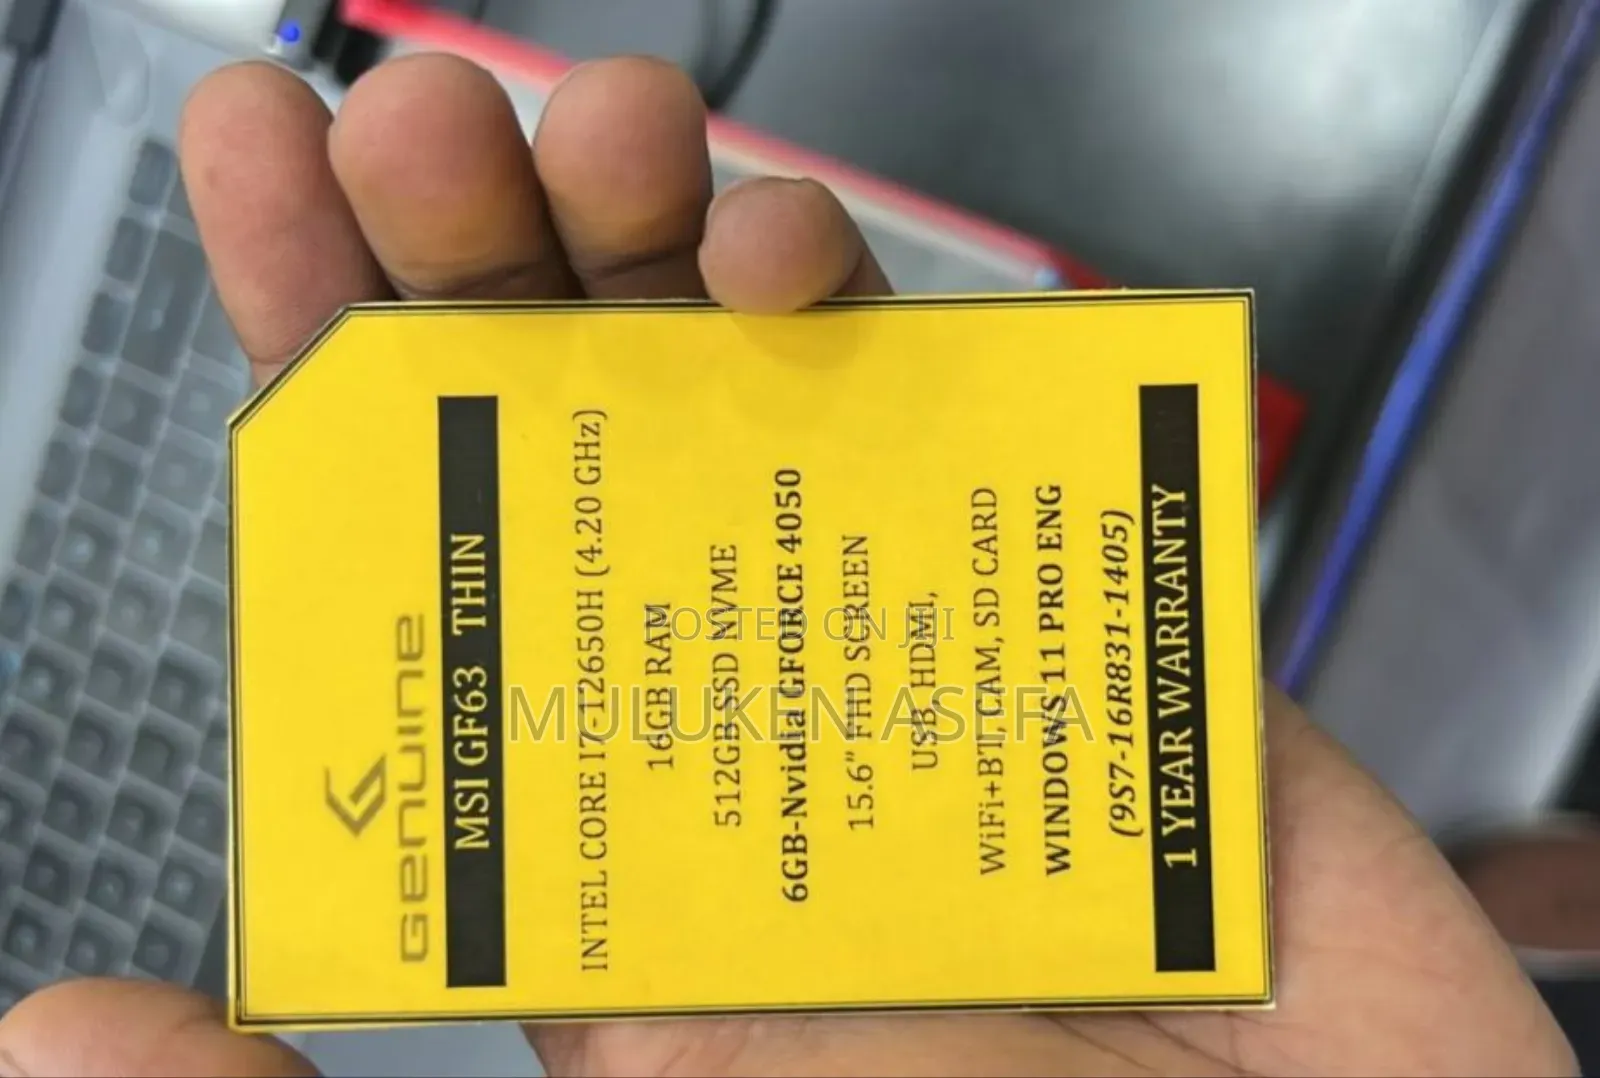 Genuine
MSI GF63 THIN
INTEL CORE I7-12650H (4.20 GHz)
16GB RAM
512GB SSD NVME
6GB-Nvidia GFORCE 4050
15.6" FHD SCREEN
USB, HDMI,
WiFi+BT, CAM, SD CARD
WINDOWS 11 PRO ENG
(9S7-16R831-1405)
1 YEAR WARRANTY
POSTED ON JIJI
MULUKEN ASEFA